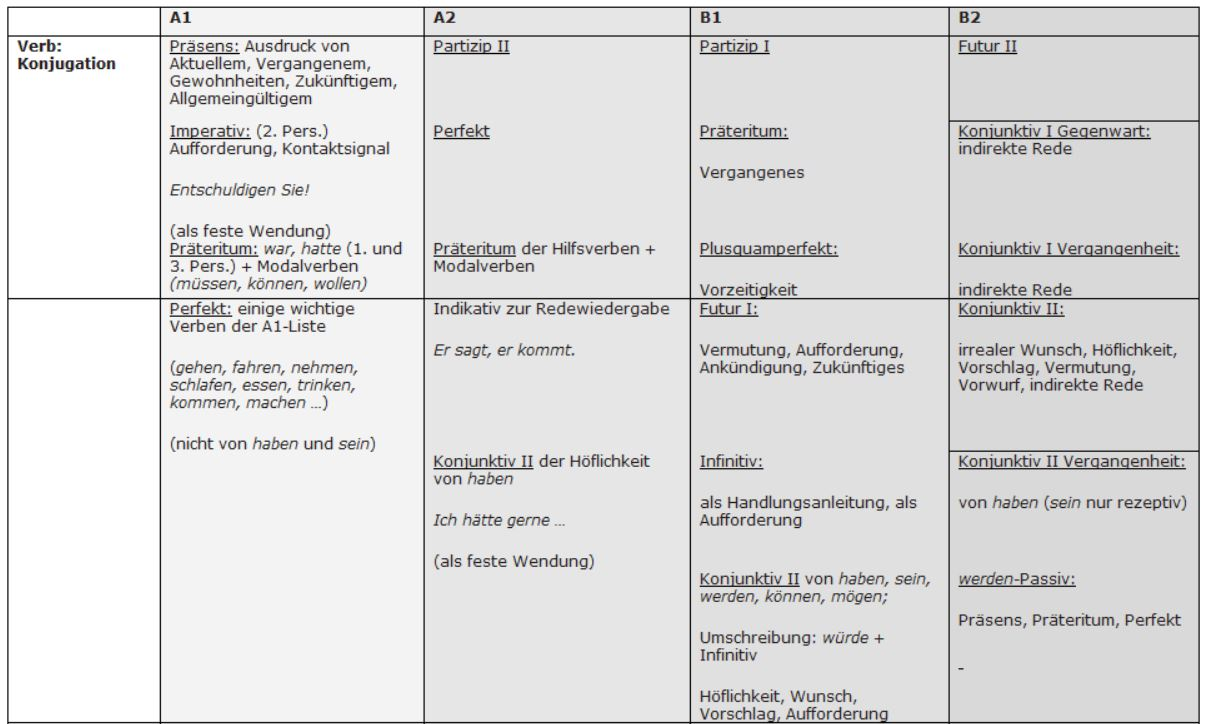 A1
A2
B1
B2
Verb:
Konjugation
Präsens: Ausdruck von
Aktuellem, Vergangenem,
Gewohnheiten, Zukünftigem,
Allgemeingültigem
Partizip II
Partizip I
Futur II
Imperativ: (2. Pers.)
Aufforderung, Kontaktsignal
Entschuldigen Sie!
(als feste Wendung)
Perfekt
Präteritum:
Vergangenes
Konjunktiv I Gegenwart:
indirekte Rede
Präteritum: war, hatte (1. und
3. Pers.) + Modalverben
(müssen, können, wollen)
Präteritum der Hilfsverben +
Modalverben
Plusquamperfekt:
Vorzeitigkeit
Konjunktiv I Vergangenheit:
indirekte Rede
Perfekt: einige wichtige
Verben der A1-Liste
(gehen, fahren, nehmen,
schlafen, essen, trinken,
kommen, machen …)
(nicht von haben und sein)
Indikativ zur Redewiedergabe
Er sagt, er kommt.
Futur I:
Vermutung, Aufforderung,
Ankündigung, Zukünftiges
Konjunktiv II:
irrealer Wunsch, Höflichkeit,
Vorschlag, Vermutung,
Vorwurf, indirekte Rede
Konjunktiv II der Höflichkeit
von haben
Ich hätte gerne …
(als feste Wendung)
Infinitiv:
als Handlungsanleitung, als
Aufforderung
Konjunktiv II Vergangenheit:
von haben (sein nur rezeptiv)
Konjunktiv II von haben, sein,
werden, können, mögen;
Umschreibung: würde +
Infinitiv
Höflichkeit, Wunsch,
Vorschlag, Aufforderung
werden-Passiv:
Präsens, Präteritum, Perfekt
-